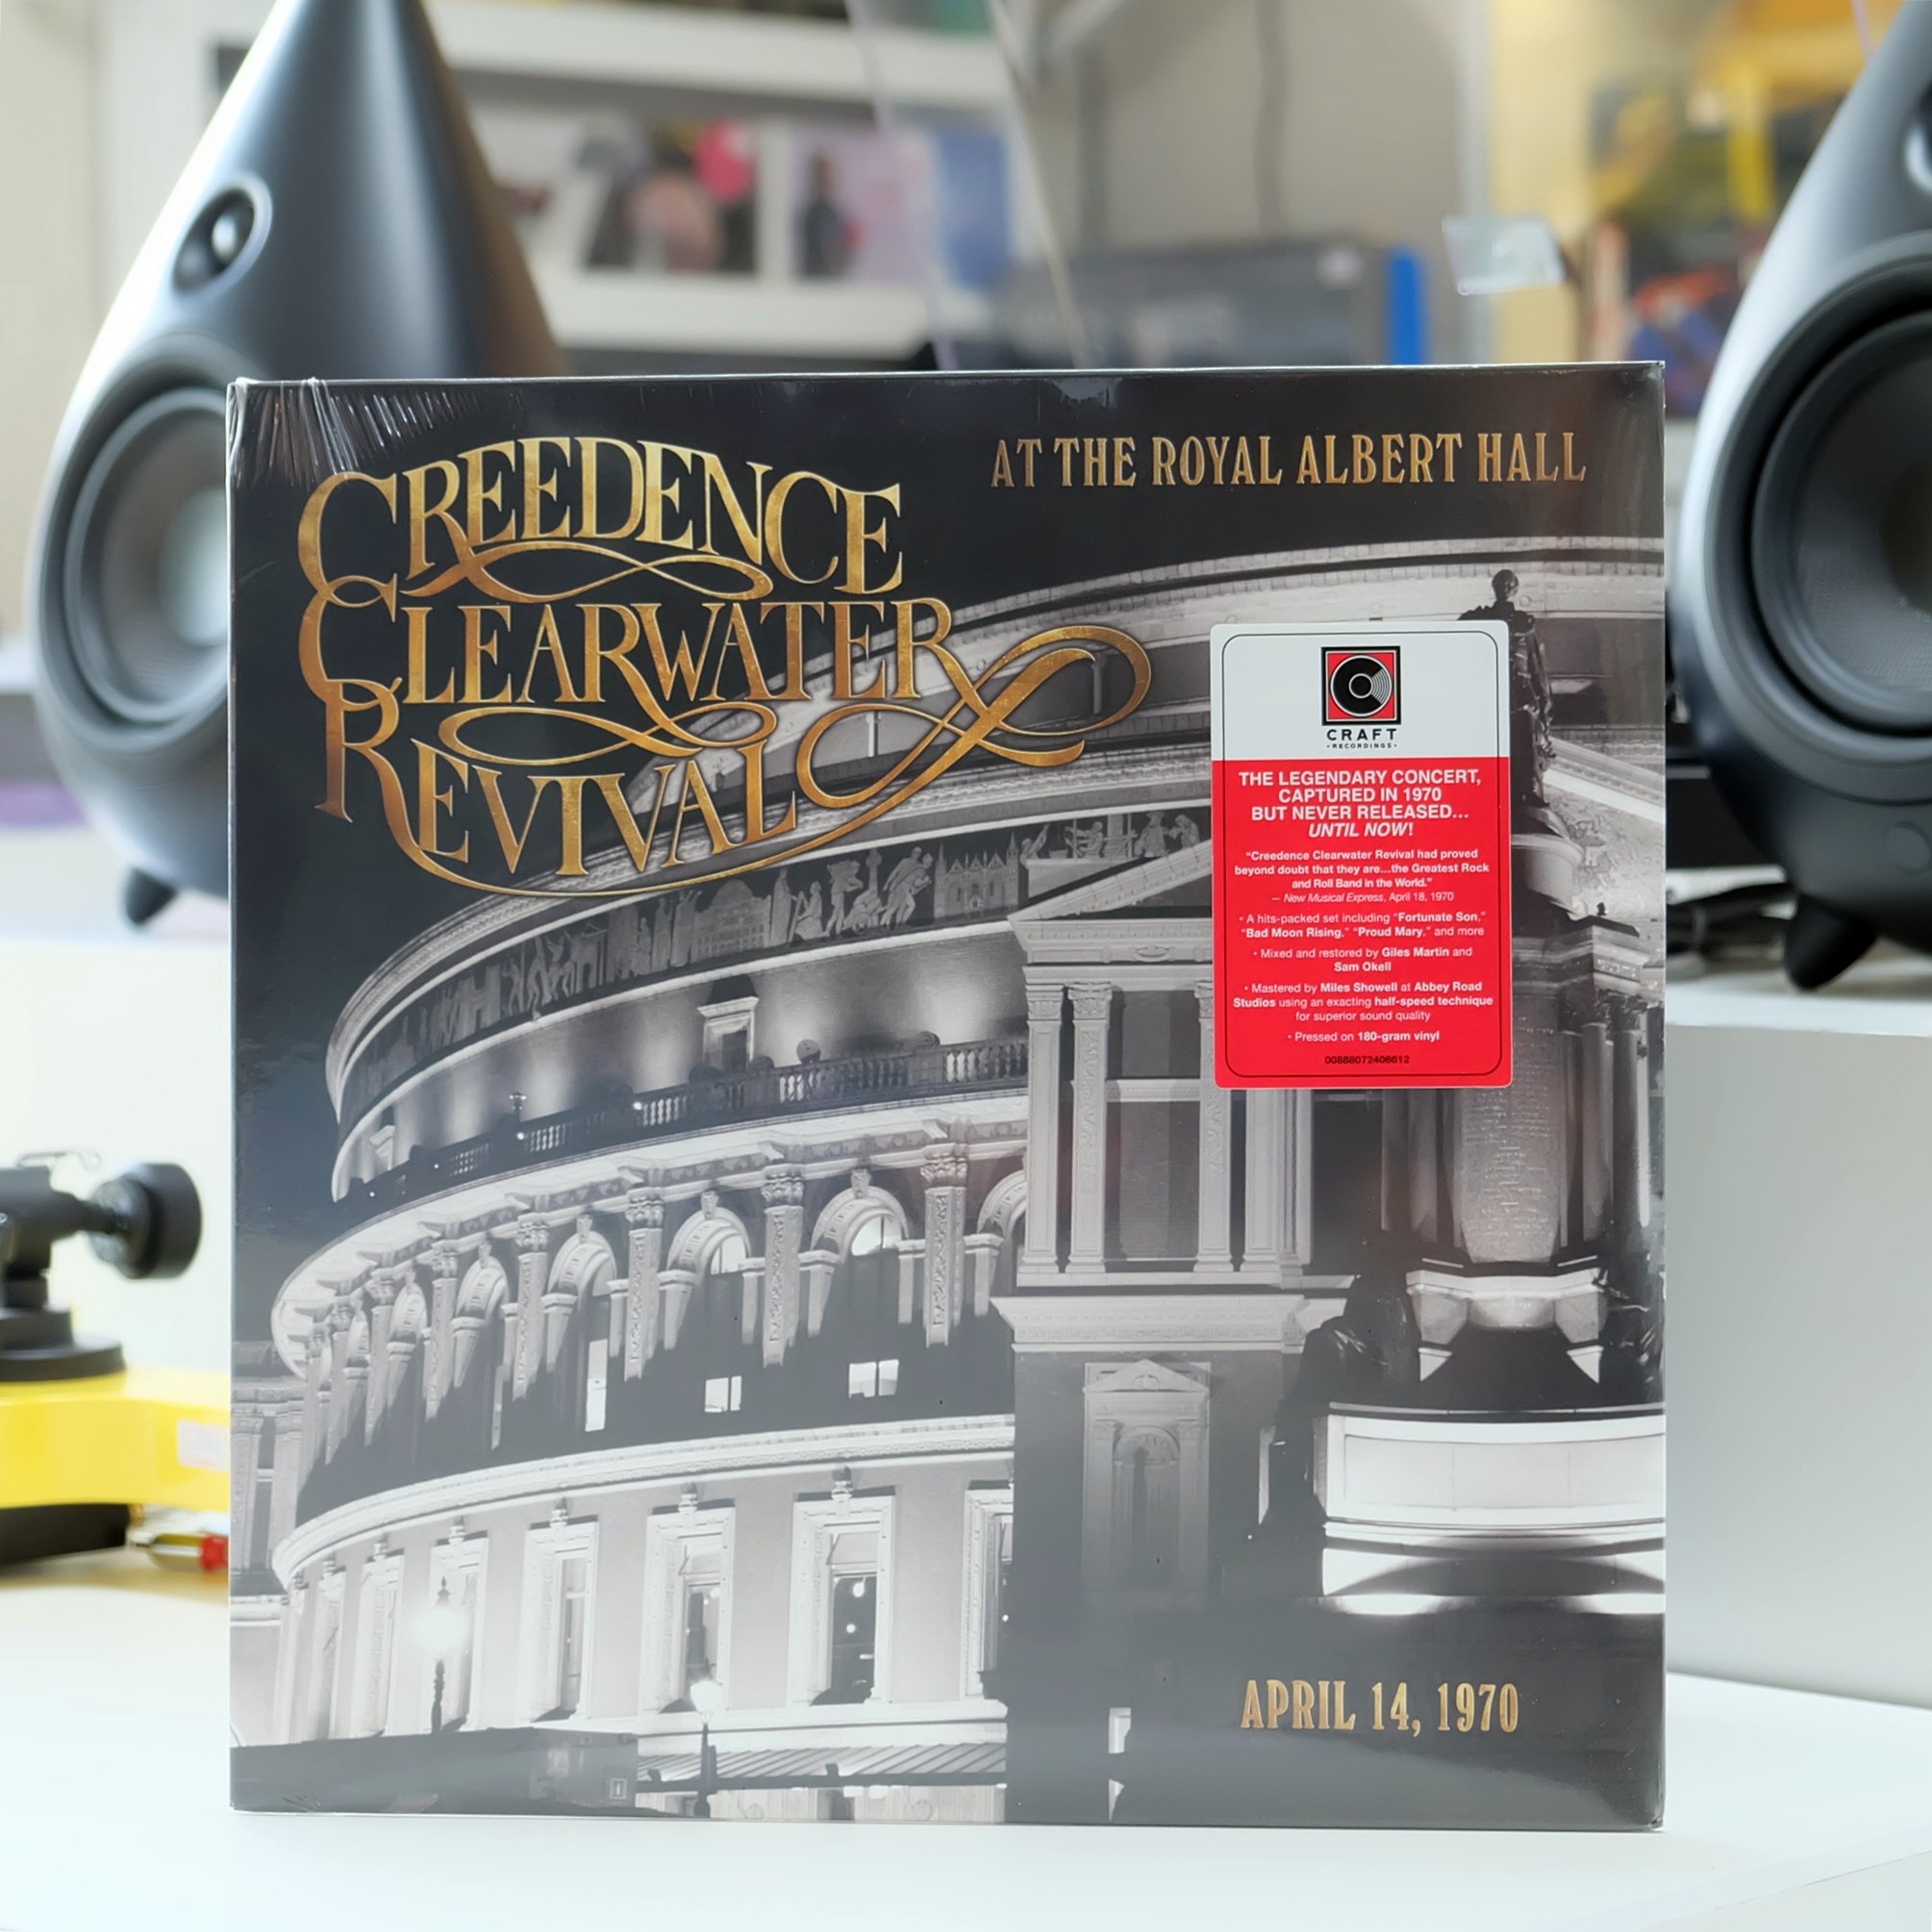 CREEDENCE
CLEARWATER
REVIVAL
AT THE ROYAL ALBERT HALL
CRAFT
•RECORDINGS•
THE LEGENDARY CONCERT,
CAPTURED IN 1970
BUT NEVER RELEASED...
UNTIL NOW!
"Creedence Clearwater Revival had proved
beyond doubt that they are...the Greatest Rock
and Roll Band in the World."
— New Musical Express, April 18, 1970
• A hits-packed set including "Fortunate Son,"
"Bad Moon Rising," "Proud Mary," and more
• Mixed and restored by Giles Martin and
Sam Okell
• Mastered by Miles Showell at Abbey Road
Studios using an exacting half-speed technique
for superior sound quality
• Pressed on 180-gram vinyl
00888072406612
APRIL 14, 1970